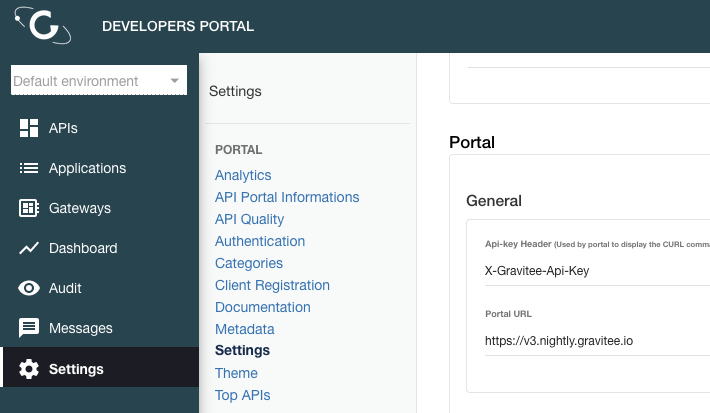 DEVELOPERS PORTAL
Default environment
APIs
Applications
Gateways
Dashboard
Audit
Messages
Settings
Settings
PORTAL
Analytics
API Portal Informations
API Quality
Authentication
Categories
Client Registration
Documentation
Metadata
Settings
Theme
Top APIs
Portal
General
Api-key Header (Used by portal to display the CURL comma
X-Gravitee-Api-Key
Portal URL
https://v3.nightly.gravitee.io